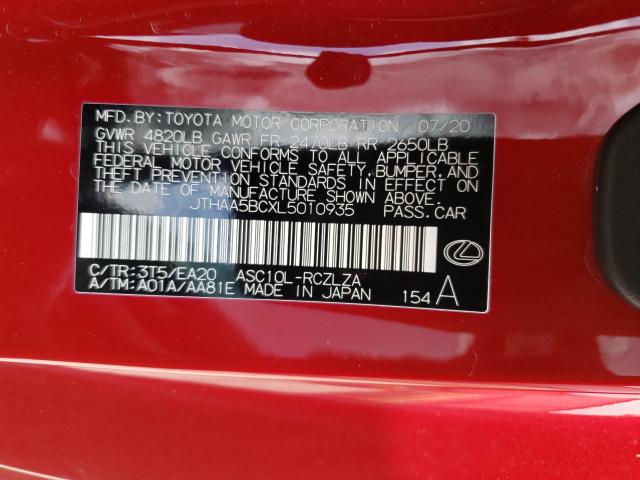 MFD. BY:TOYOTA MOTOR CORPORATION 07/20
GVWR 4820LB GAWR FR 2470LB RR 2650LB
THIS VEHICLE CONFORMS TO ALL APPLICABLE
FEDERAL MOTOR VEHICLE SAFETY, BUMPER, AND
THEFT PREVENTION STANDARDS IN EFFECT ON
THE DATE OF MANUFACTURE SHOWN ABOVE.
JTHAA5BCXL5010935 PASS.CAR
C/TR:3T5/EA20 ASC10L-RCZLZA
A/TM:A01A/AA81E MADE IN JAPAN 154 A